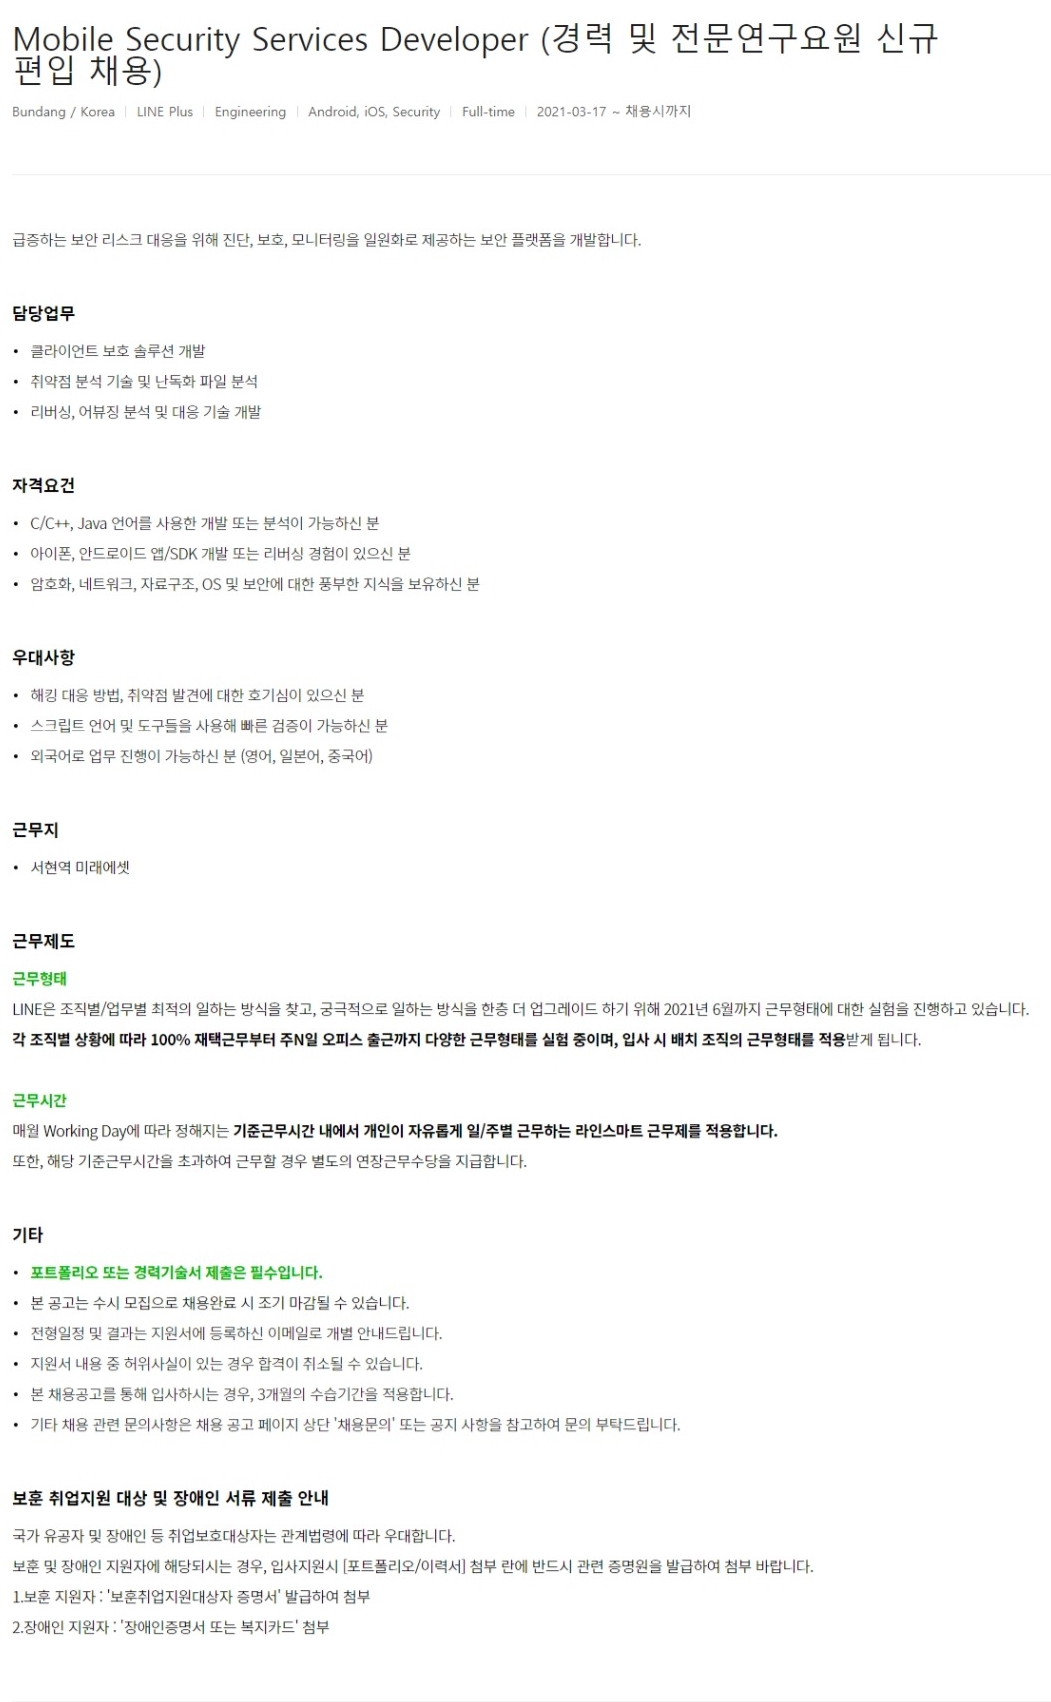 Mobile Security Services Developer (경력 및 전문연구요원 신규
편입 채용)
Bundang / Korea | LINE Plus | Engineering | Android, iOS, Security | Full-time | 2021-03-17 ~ 채용시까지
급증하는 보안 리스크 대응을 위해 진단, 보호, 모니터링을 일원화로 제공하는 보안 플랫폼을 개발합니다.
담당업무
• 클라이언트 보호 솔루션 개발
• 취약점 분석 기술 및 난독화 파일 분석
• 리버싱, 어뷰징 분석 및 대응 기술 개발
자격요건
• C/C++, Java 언어를 사용한 개발 또는 분석이 가능하신 분
• 아이폰, 안드로이드 앱/SDK 개발 또는 리버싱 경험이 있으신 분
• 암호화, 네트워크, 자료구조, OS 및 보안에 대한 풍부한 지식을 보유하신 분
우대사항
• 해킹 대응 방법, 취약점 발견에 대한 호기심이 있으신 분
• 스크립트 언어 및 도구들을 사용해 빠른 검증이 가능하신 분
• 외국어로 업무 진행이 가능하신 분 (영어, 일본어, 중국어)
근무지
• 서현역 미래에셋
근무제도
근무형태
LINE은 조직별/업무별 최적의 일하는 방식을 찾고, 궁극적으로 일하는 방식을 한층 더 업그레이드 하기 위해 2021년 6월까지 근무형태에 대한 실험을 진행하고 있습니다.
각 조직별 상황에 따라 100% 재택근무부터 주N일 오피스 출근까지 다양한 근무형태를 실험 중이며, 입사 시 배치 조직의 근무형태를 적용받게 됩니다.
근무시간
매월 Working Day에 따라 정해지는 기준근무시간 내에서 개인이 자유롭게 일/주별 근무하는 라인스마트 근무제를 적용합니다.
또한, 해당 기준근무시간을 초과하여 근무할 경우 별도의 연장근무수당을 지급합니다.
기타
• 포트폴리오 또는 경력기술서 제출은 필수입니다.
• 본 공고는 수시 모집으로 채용완료 시 조기 마감될 수 있습니다.
• 전형일정 및 결과는 지원서에 등록하신 이메일로 개별 안내드립니다.
• 지원서 내용 중 허위사실이 있는 경우 합격이 취소될 수 있습니다.
• 본 채용공고를 통해 입사하시는 경우, 3개월의 수습기간을 적용합니다.
• 기타 채용 관련 문의사항은 채용 공고 페이지 상단 '채용문의' 또는 공지 사항을 참고하여 문의 부탁드립니다.
보훈 취업지원 대상 및 장애인 서류 제출 안내
국가 유공자 및 장애인 등 취업보호대상자는 관계법령에 따라 우대합니다.
보훈 및 장애인 지원자에 해당되시는 경우, 입사지원시 [포트폴리오/이력서] 첨부 란에 반드시 관련 증명원을 발급하여 첨부 바랍니다.
1.보훈 지원자 : '보훈취업지원대상자 증명서' 발급하여 첨부
2.장애인 지원자 : '장애인증명서 또는 복지카드' 첨부